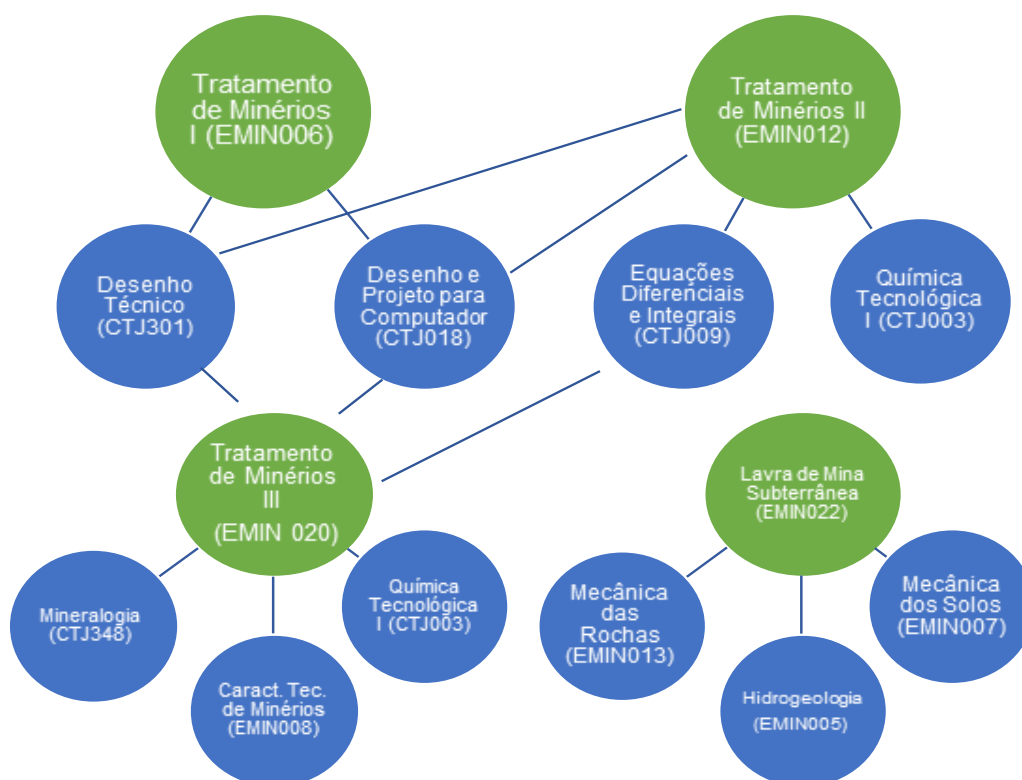 Tratamento
de Minérios
I (EMIN006)
Tratamento
de Minérios II
(EMIN012)
Desenho
Técnico
(CTJ301)
Desenho e
Projeto para
Computador
(CTJ018)
Equações
Diferenciais
e Integrais
(CTJ009)
Química
Tecnológica
I (CTJ003)
Tratamento
de Minérios
III
(EMIN 020)
Lavra de Mina
Subterrânea
(EMIN022)
Mineralogia
(CTJ348)
Caract. Tec.
de Minérios
(EMIN008)
Química
Tecnológica
I (CTJ003)
Mecânica
das
Rochas
(EMIN013)
Hidrogeologia
(EMIN005)
Mecânica
dos Solos
(EMIN007)